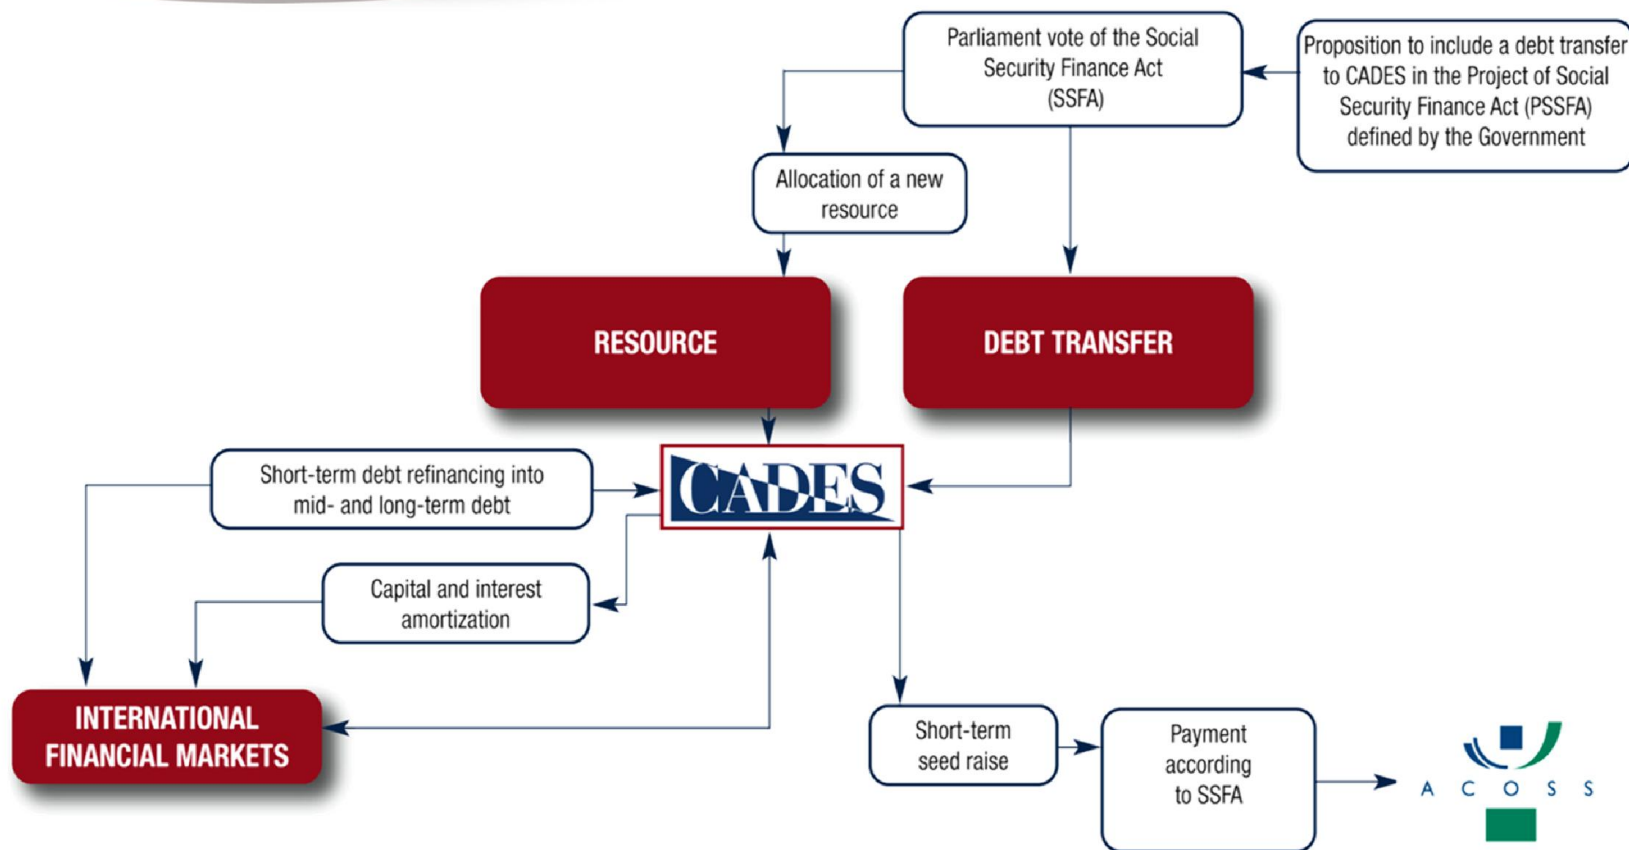 Parliament vote of the Social
Security Finance Act
(SSFA)
Proposition to include a debt transfer
to CADES in the Project of Social
Security Finance Act (PSSFA)
defined by the Government
Allocation of a new
resource
RESOURCE
DEBT TRANSFER
Short-term debt refinancing into
mid- and long-term debt
CADES
Capital and interest
amortization
INTERNATIONAL
FINANCIAL MARKETS
Short-term
seed raise
Payment
according
to SSFA
ACOSS